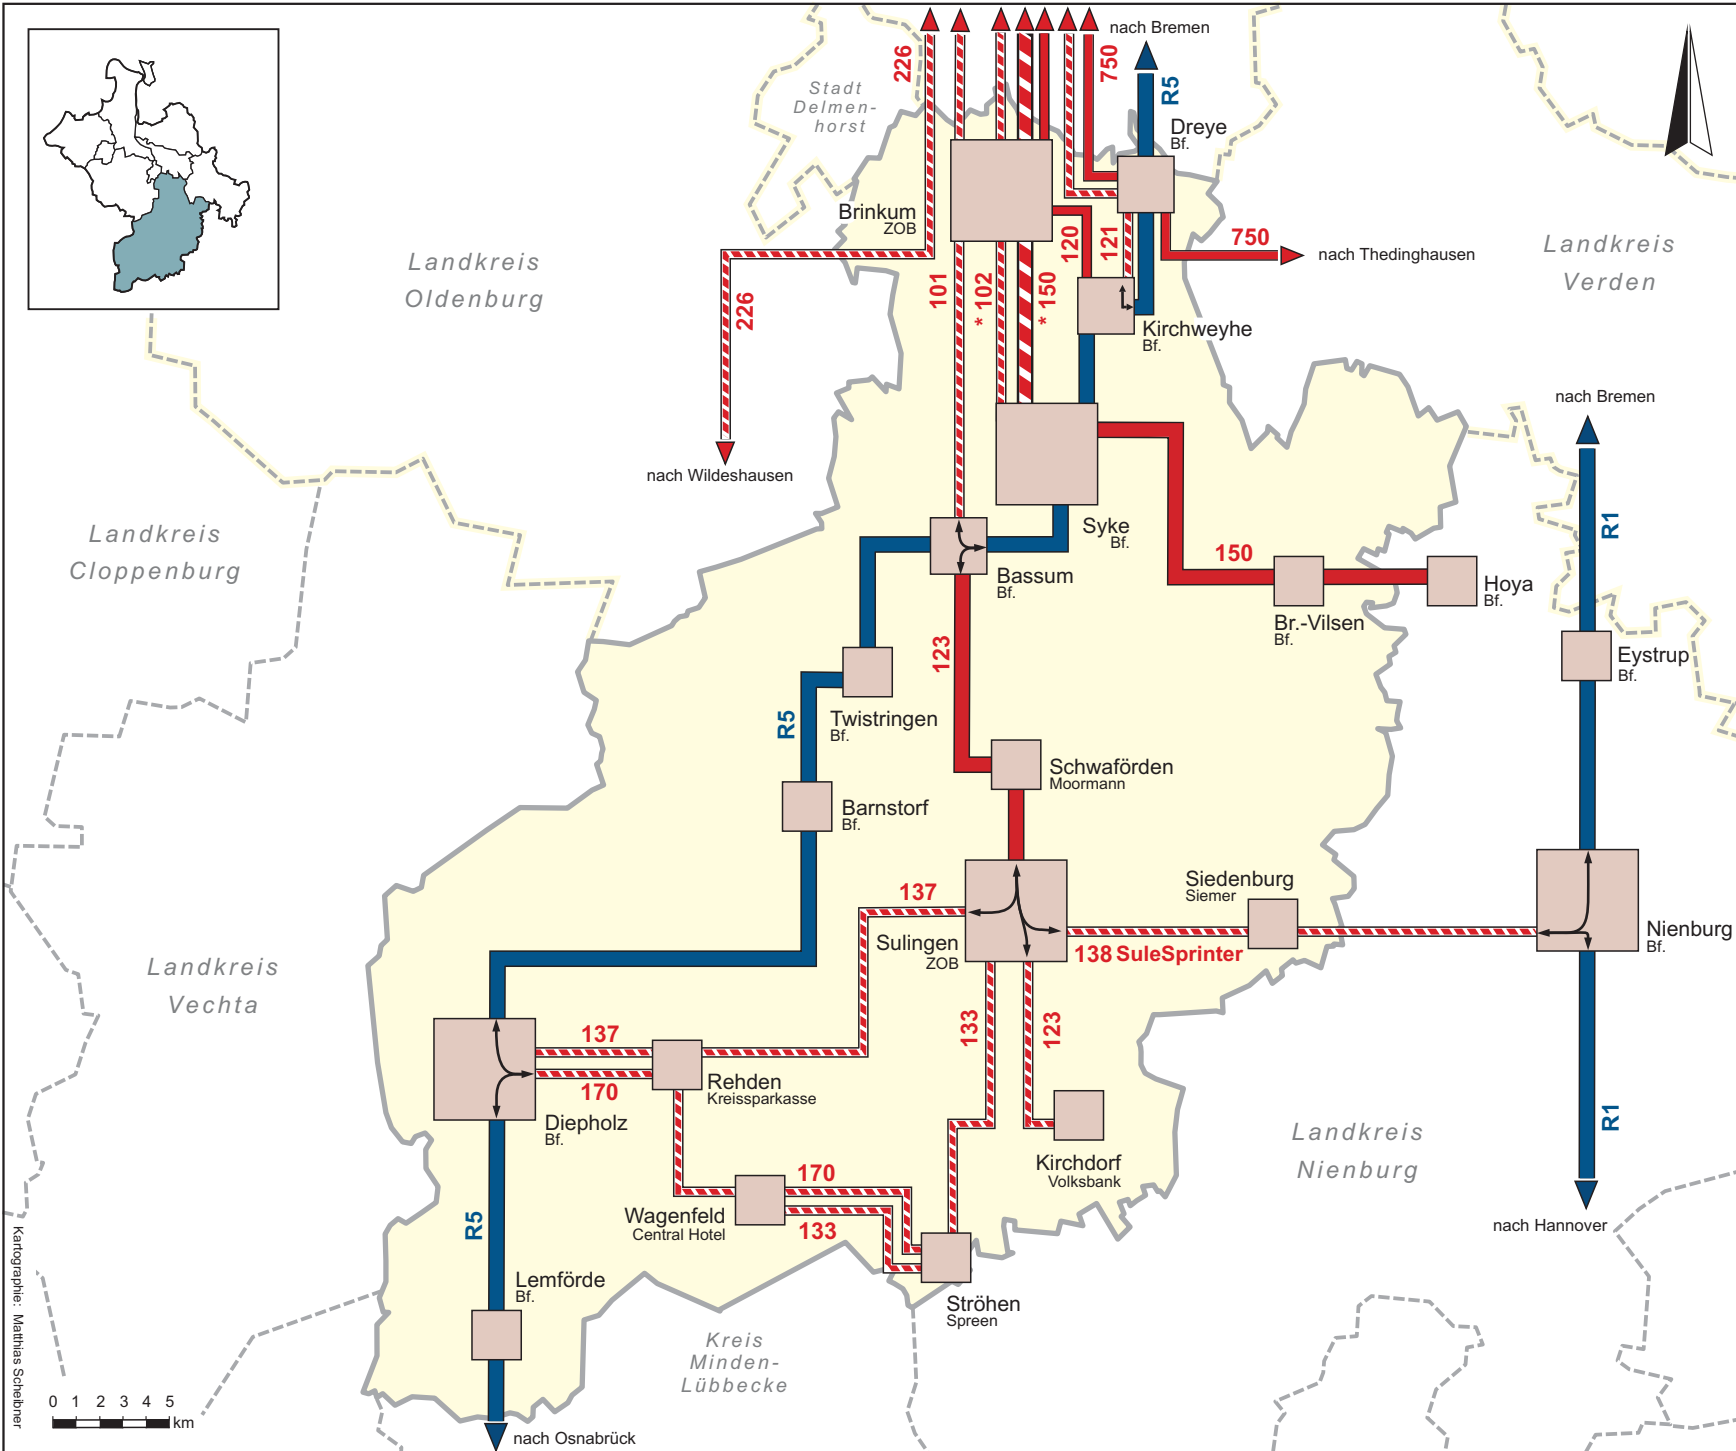 nach Bremen
226
750
R5
Stadt
Delmen-
horst
Dreye
Bf.
Brinkum
ZOB
120
121
750
nach Thedinghausen
Landkreis
Verden
Landkreis
Oldenburg
101
* 102
* 150
226
Kirchweyhe
Bf.
nach Wildeshausen
nach Bremen
R1
Landkreis
Cloppenburg
Syke
Bf.
150
Bassum
Bf.
Hoya
Bf.
Br.-Vilsen
Bf.
123
Eystrup
Bf.
R5
Twistringen
Bf.
Schwaförden
Moormann
Barnstorf
Bf.
137
Siedenburg
Siemer
Sulingen
ZOB
138 SuleSprinter
Nienburg
Bf.
Landkreis
Vechta
133
123
137
170
Rehden
Kreissparkasse
Diepholz
Bf.
R1
Landkreis
Nienburg
Kirchdorf
Volksbank
170
Wagenfeld
Central Hotel
133
R5
nach Hannover
Lemförde
Bf.
Ströhen
Spreen
Kreis
Minden-
Lübbecke
Kartographie: Matthias Scheibner
0 1 2 3 4 5
km
nach Osnabrück